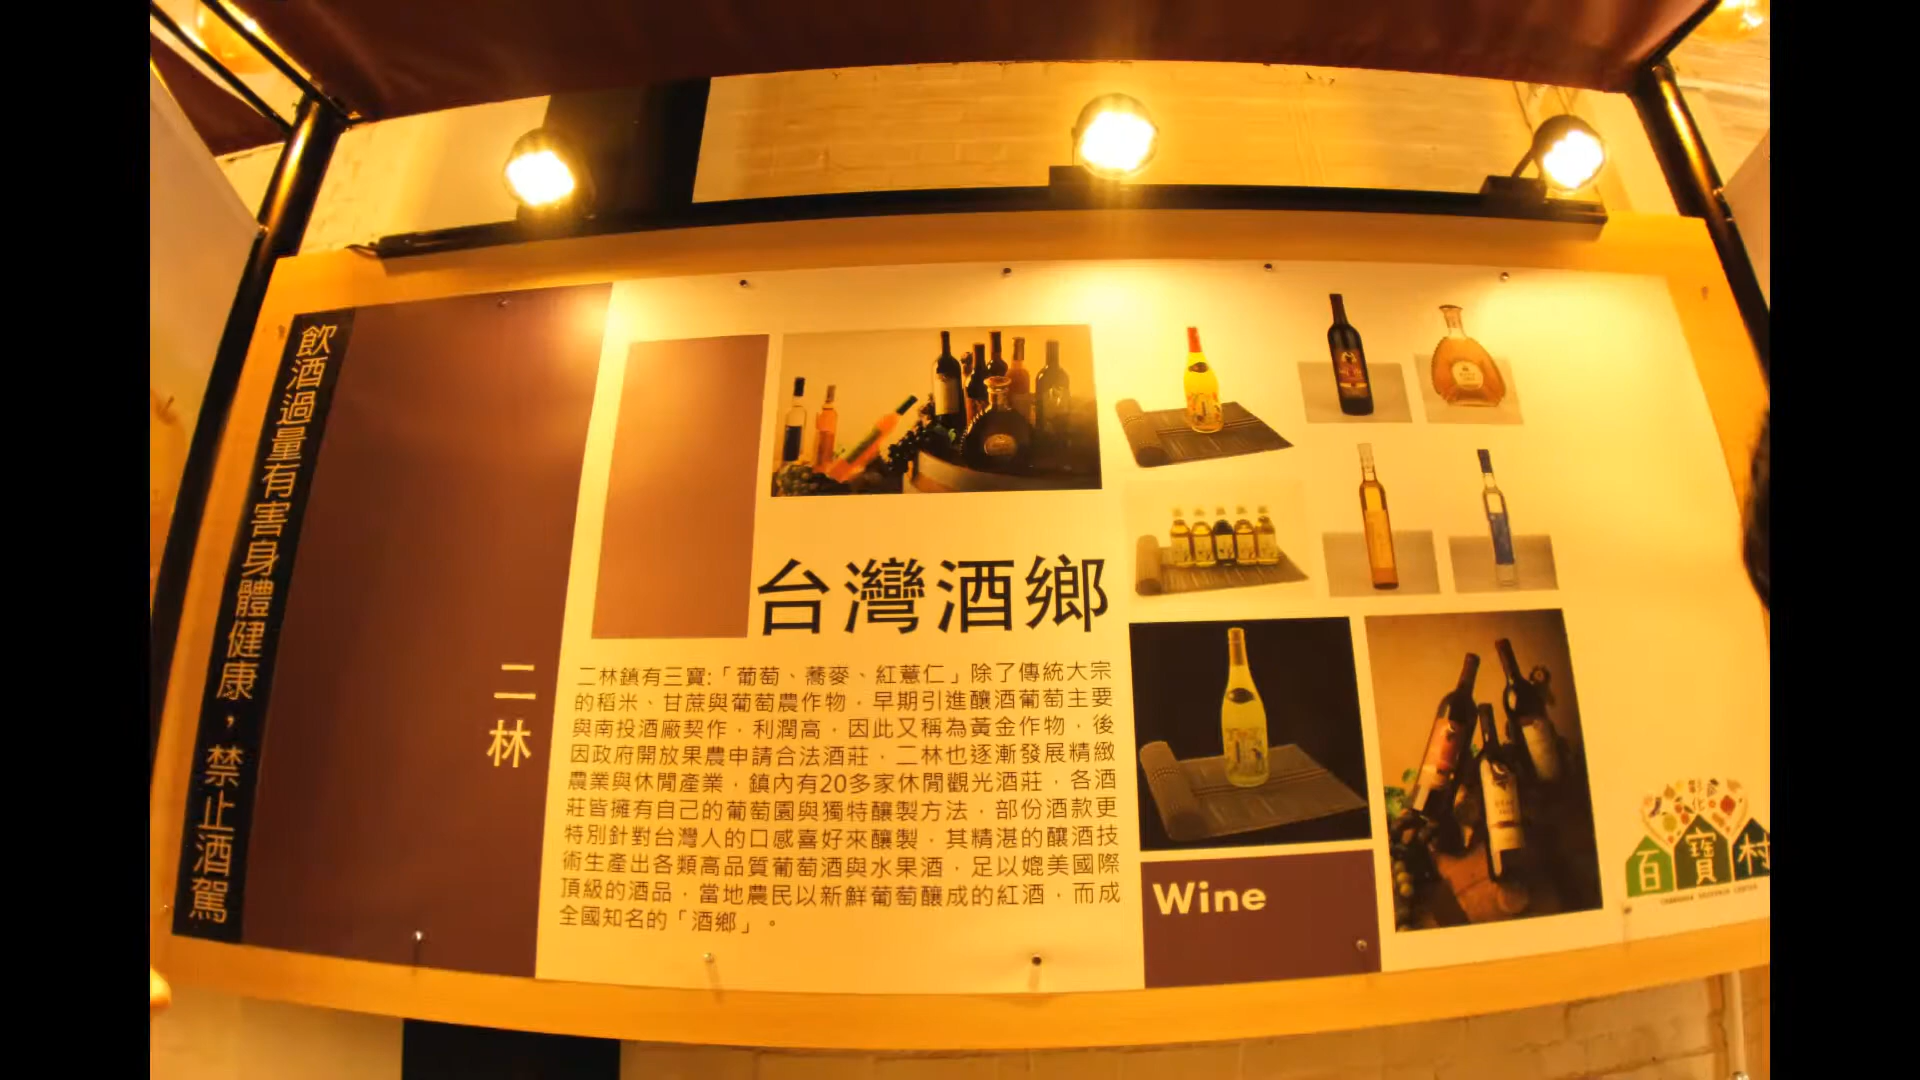 飲酒過量有害身體健康，禁止酒駕
二林
台灣酒鄉
二林鎮有三寶:「葡萄、蕎麥、紅薏仁」除了傳統大宗
的稻米、甘蔗與葡萄農作物，早期引進釀酒葡萄主要
與南投酒廠契作，利潤高，因此又稱為黃金作物，後
因政府開放果農申請合法酒莊，二林也逐漸發展精緻
農業與休閒產業，鎮內有20多家休閒觀光酒莊，各酒
莊皆擁有自己的葡萄園與獨特釀製方法，部份酒款更
特別針對台灣人的口感喜好來釀製，其精湛的釀酒技
術生產出各類高品質葡萄酒與水果酒，足以媲美國際
頂級的酒品，當地農民以新鮮葡萄釀成的紅酒，而成
全國知名的「酒鄉」。
Wine
彰化
百寶村